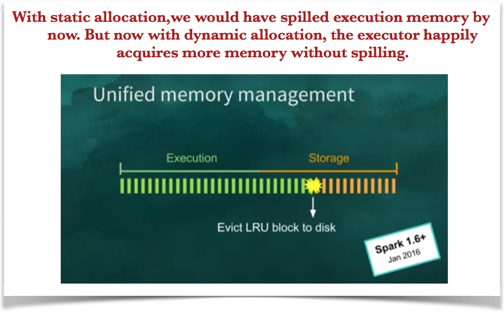 With static allocation,we would have spilled execution memory by
now. But now with dynamic allocation, the executor happily
acquires more memory without spilling.
Unified memory management
Execution
Storage
Evict LRU block to disk
Spark 1.6+
Jan 2016